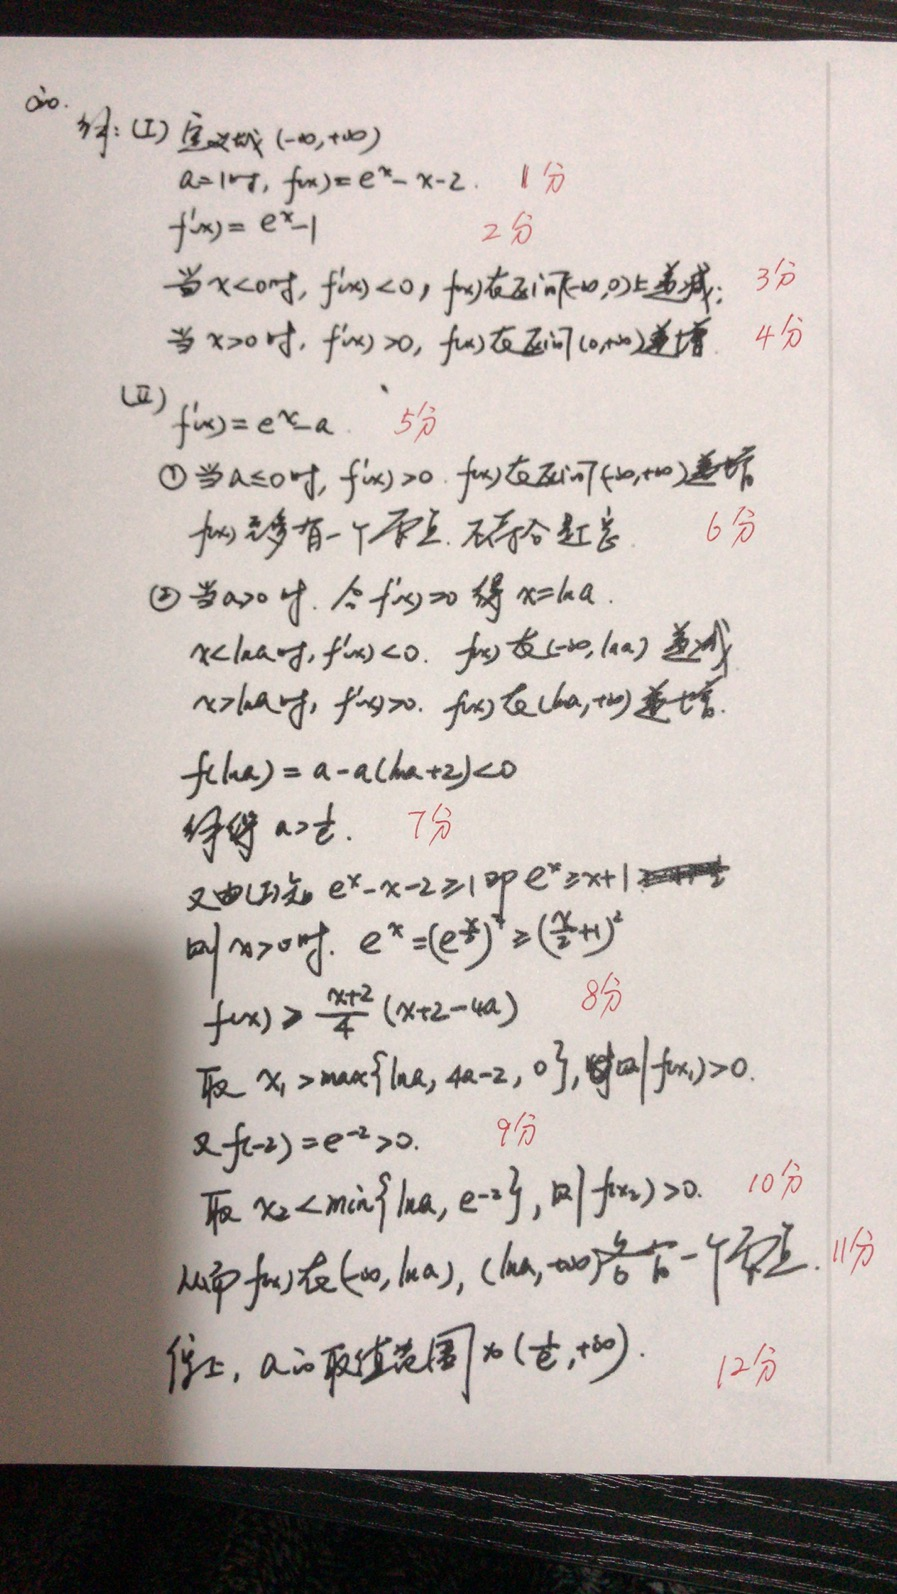 20.
解:(Ⅰ)定义域(-∞,+∞)
a=1时, f(x)=eˣ-x-2. 1分
f'(x)=eˣ-1 2分
当x<0时, f'(x)<0, f(x)在区间(-∞,0)上递减; 3分
当x>0时, f'(x)>0, f(x)在区间(0,+∞)递增. 4分
(Ⅱ)
f'(x)=eˣ-a. 5分
①当a≤0时, f'(x)>0. f(x)在区间(-∞,+∞)递增
f(x)至多有一个零点. 不符合题意. 6分
②当a>0时. 令f'(x)=0 得 x=lna.
x<lna时, f'(x)<0. f(x)在(-∞,lna)递减
x>lna时, f'(x)>0. f(x)在(lna,+∞)递增.
f(lna)=a-a(lna+2)<0
解得 a>1/e. 7分
又由(Ⅰ)知 eˣ-x-2≥1即eˣ≥x+1
则x>0时. eˣ=(e^(x/2))²≥(x/2+1)²
f(x)≥(x+2)/4 (x+2-4a) 8分
取 x₁>max{lna, 4a-2, 0}, 则f(x₁)>0.
又f(-2)=e⁻²>0. 9分
取 x₂<min{lna, e⁻²}, 则f(x₂)>0. 10分
从而f(x)在(-∞,lna), (lna,+∞)各有一个零点. 11分
综上, a的取值范围为(1/e,+∞). 12分